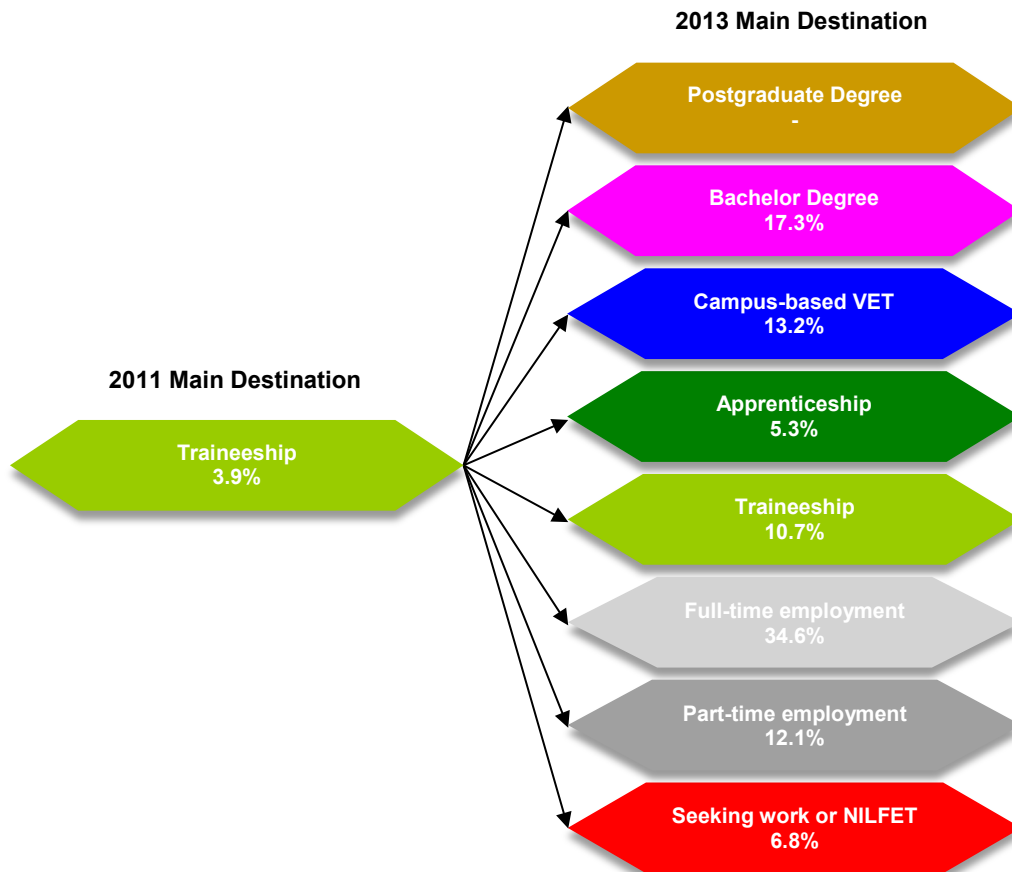 2013 Main Destination
Postgraduate Degree
-
Bachelor Degree
17.3%
Campus-based VET
13.2%
2011 Main Destination
Traineeship
3.9%
Apprenticeship
5.3%
Traineeship
10.7%
Full-time employment
34.6%
Part-time employment
12.1%
Seeking work or NILFET
6.8%